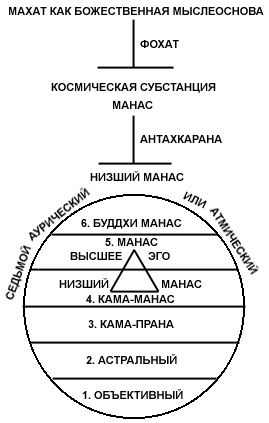 МАХАТ КАК БОЖЕСТВЕННАЯ МЫСЛЕОСНОВА
ФОХАТ
КОСМИЧЕСКАЯ СУБСТАНЦИЯ
МАНАС
АНТАХКАРАНА
НИЗШИЙ МАНАС
СЕДЬМОЙ АУРИЧЕСКИЙ
ИЛИ АТМИЧЕСКИЙ
6. БУДДХИ МАНАС
5. МАНАС
ВЫСШЕЕ ЭГО
НИЗШИЙ МАНАС
4. КАМА-МАНАС
3. КАМА-ПРАНА
2. АСТРАЛЬНЫЙ
1. ОБЪЕКТИВНЫЙ